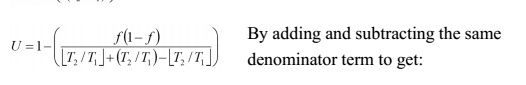 U = 1 - ( f(1-f) / (⌊T₂/T₁⌋+(T₂/T₁)-⌊T₂/T₁⌋) )
By adding and subtracting the same
denominator term to get: